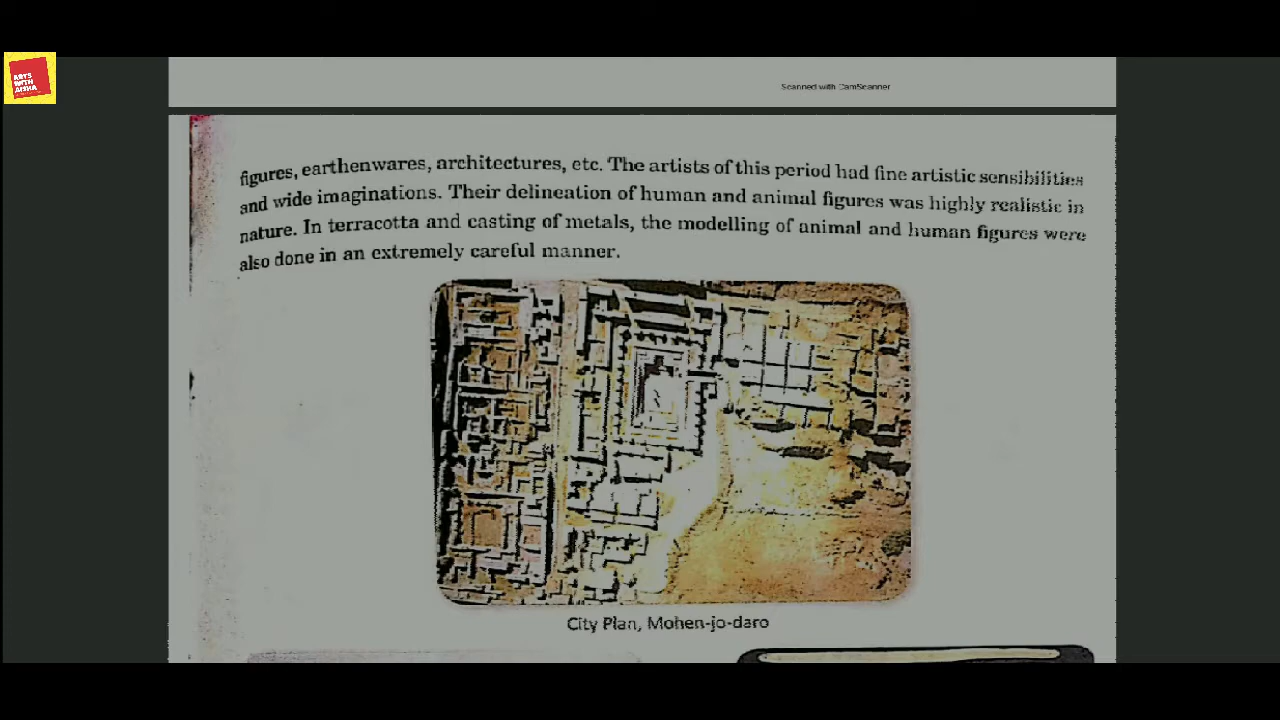 ARTS
WITH
AISHA
Scanned with CamScanner
figures, earthenwares, architectures, etc. The artists of this period had fine artistic sensibilities
and wide imaginations. Their delineation of human and animal figures was highly realistic in
nature. In terracotta and casting of metals, the modelling of animal and human figures were
also done in an extremely careful manner.
City Plan, Mohen-jo-daro